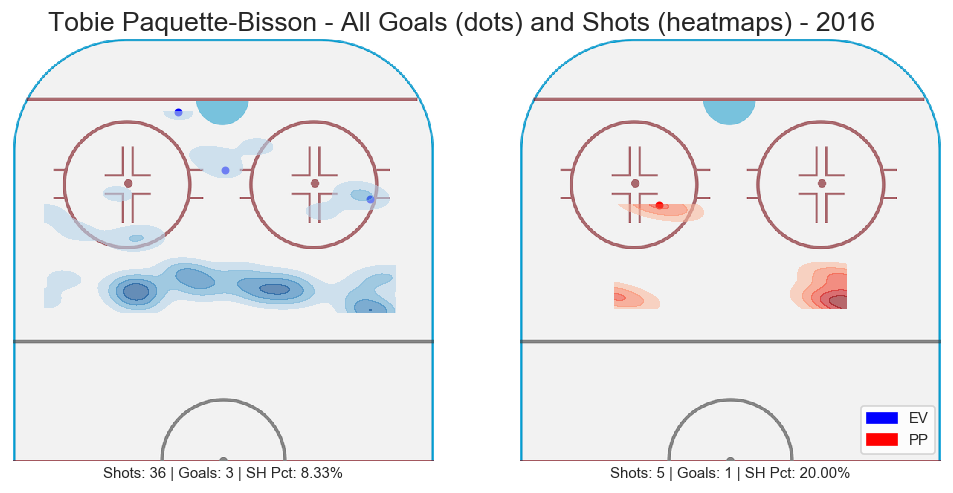 Tobie Paquette-Bisson - All Goals (dots) and Shots (heatmaps) - 2016
EV
PP
Shots: 36 | Goals: 3 | SH Pct: 8.33%
Shots: 5 | Goals: 1 | SH Pct: 20.00%